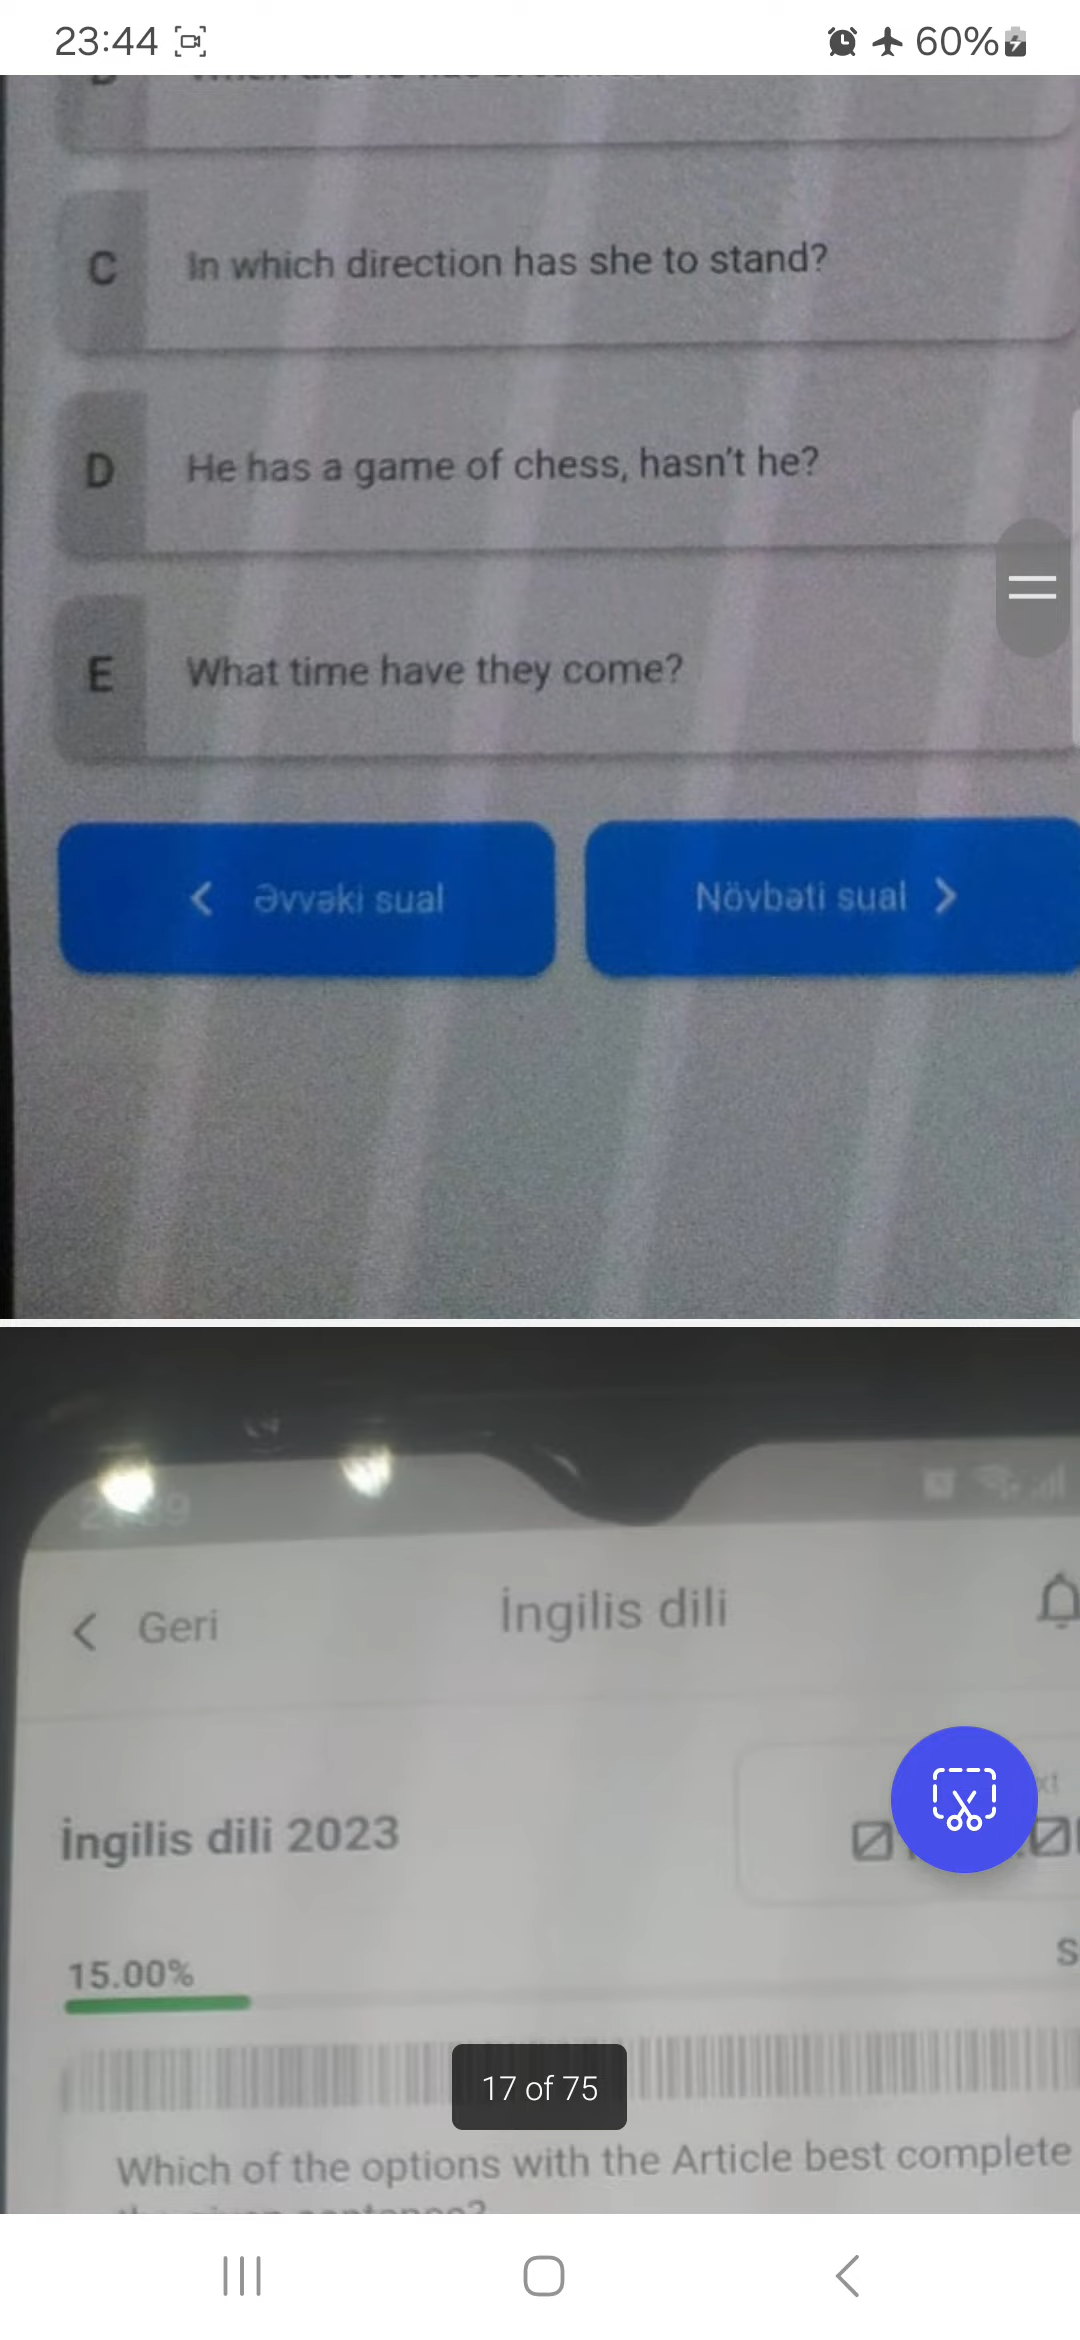 23:44
60%
C In which direction has she to stand?
D He has a game of chess, hasn't he?
E What time have they come?
Əvvəki sual
Növbəti sual
Geri
İngilis dili
İngilis dili 2023
15.00%
17 of 75
Which of the options with the Article best complete